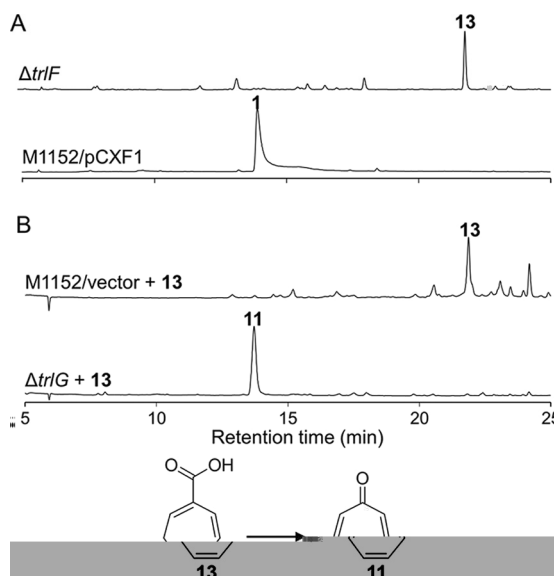 A
13
ΔtrlF
1
M1152/pCXF1
B
13
M1152/vector + 13
11
ΔtrlG + 13
5 10 15 20 25
Retention time (min)
O OH O
13 11